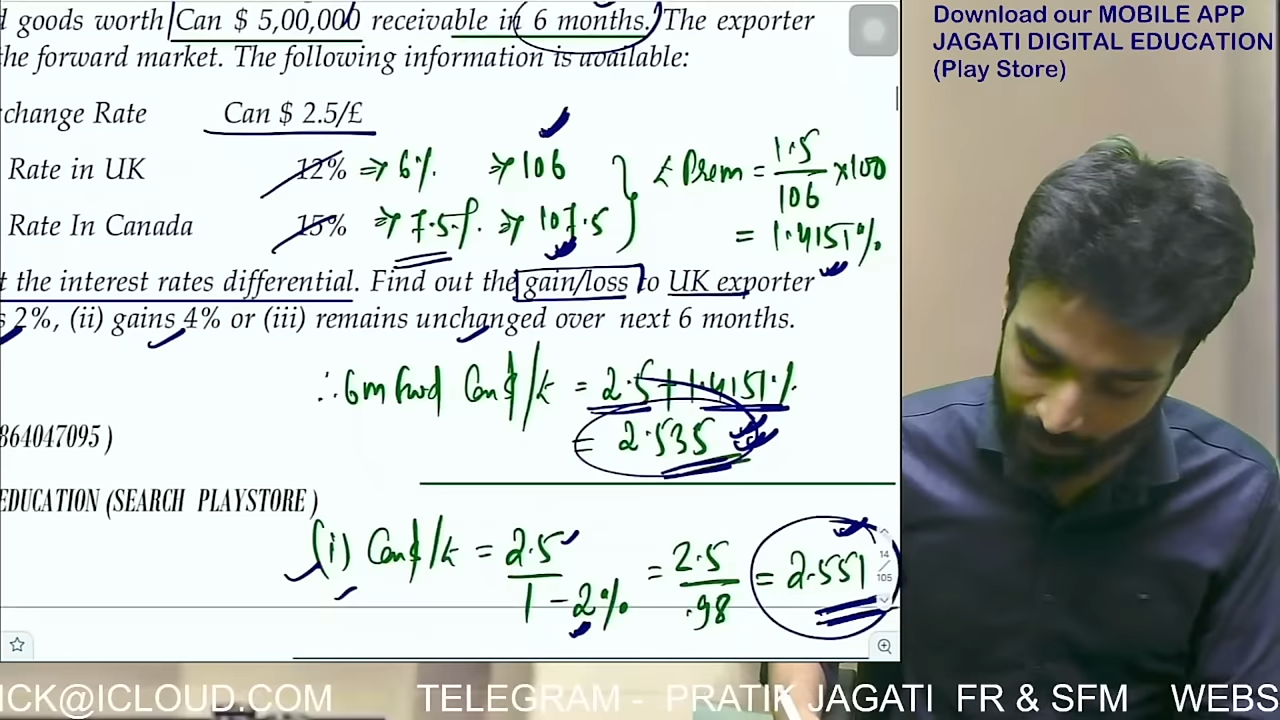 d goods worth Can $ 5,00,000 receivable in 6 months. The exporter
the forward market. The following information is available:
change Rate Can $ 2.5/£
Rate in UK 12% ⇒ 6% ⇒ 106
Rate In Canada 15% ⇒ 7.5% ⇒ 107.5
£ Prem = 1.5/106 ×100
= 1.4151%
t the interest rates differential. Find out the gain/loss to UK exporter
s 2%, (ii) gains 4% or (iii) remains unchanged over next 6 months.
∴ 6m fwd Can$/£ = 2.5 + 1.4151%
= 2.535
864047095 )
EDUCATION (SEARCH PLAYSTORE )
(i) Can$/£ = 2.5/1 – 2% = 2.5/.98 = 2.551
14
/
105
Download our MOBILE APP
JAGATI DIGITAL EDUCATION
(Play Store)
ICK@ICLOUD.COM TELEGRAM - PRATIK JAGATI FR & SFM WEBS